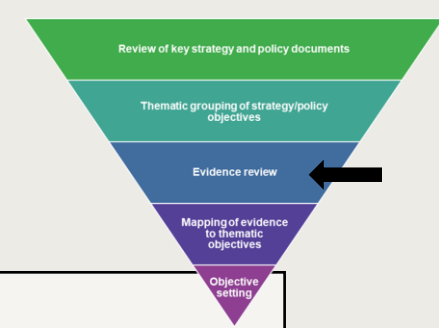 Review of key strategy and policy documents
Thematic grouping of strategy/policy
objectives
Evidence review
Mapping of evidence
to thematic
objectives
Objective
setting